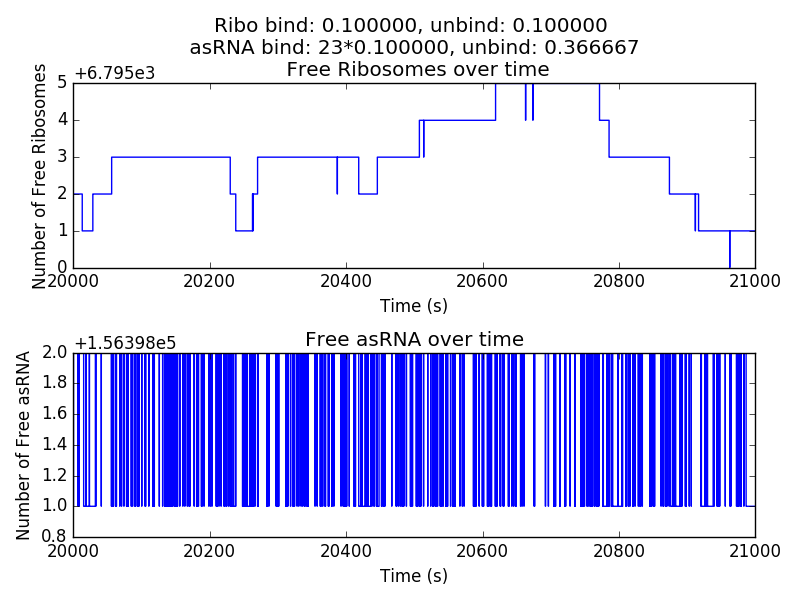 Ribo bind: 0.100000, unbind: 0.100000
asRNA bind: 23*0.100000, unbind: 0.366667
Free Ribosomes over time
+6.795e3
5
4
3
2
1
0
Number of Free Ribosomes
20000 20200 20400 20600 20800 21000
Time (s)
Free asRNA over time
+1.56398e5
2.0
1.8
1.6
1.4
1.2
1.0
0.8
Number of Free asRNA
20000 20200 20400 20600 20800 21000
Time (s)